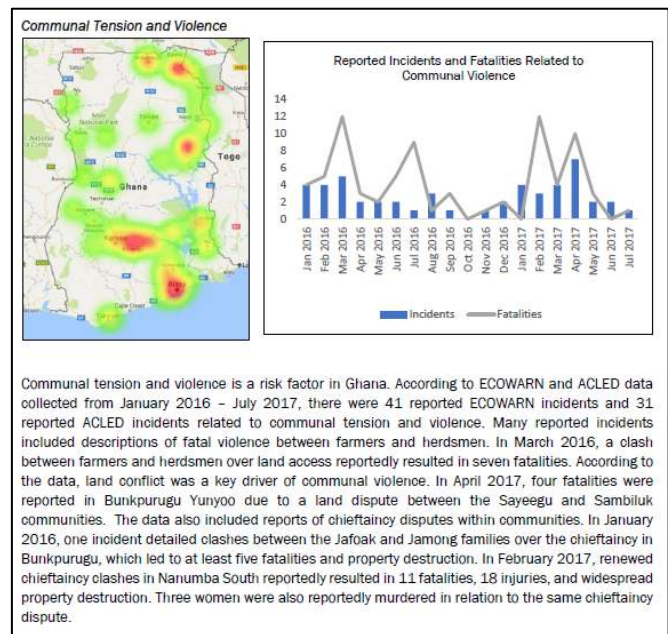 Communal Tension and Violence
Reported Incidents and Fatalities Related to
Communal Violence
14
12
10
8
6
4
2
0
Jan 2016
Feb 2016
Mar 2016
Apr 2016
May 2016
Jun 2016
Jul 2016
Aug 2016
Sep 2016
Oct 2016
Nov 2016
Dec 2016
Jan 2017
Feb 2017
Mar 2017
Apr 2017
May 2017
Jun 2017
Jul 2017
Incidents Fatalities
Togo
Ghana
Cape Coast
Communal tension and violence is a risk factor in Ghana. According to ECOWARN and ACLED data
collected from January 2016 – July 2017, there were 41 reported ECOWARN incidents and 31
reported ACLED incidents related to communal tension and violence. Many reported incidents
included descriptions of fatal violence between farmers and herdsmen. In March 2016, a clash
between farmers and herdsmen over land access reportedly resulted in seven fatalities. According to
the data, land conflict was a key driver of communal violence. In April 2017, four fatalities were
reported in Bunkpurugu Yunyoo due to a land dispute between the Sayeegu and Sambiluk
communities. The data also included reports of chieftaincy disputes within communities. In January
2016, one incident detailed clashes between the Jafoak and Jamong families over the chieftaincy in
Bunkpurugu, which led to at least five fatalities and property destruction. In February 2017, renewed
chieftaincy clashes in Nanumba South reportedly resulted in 11 fatalities, 18 injuries, and widespread
property destruction. Three women were also reportedly murdered in relation to the same chieftaincy
dispute.